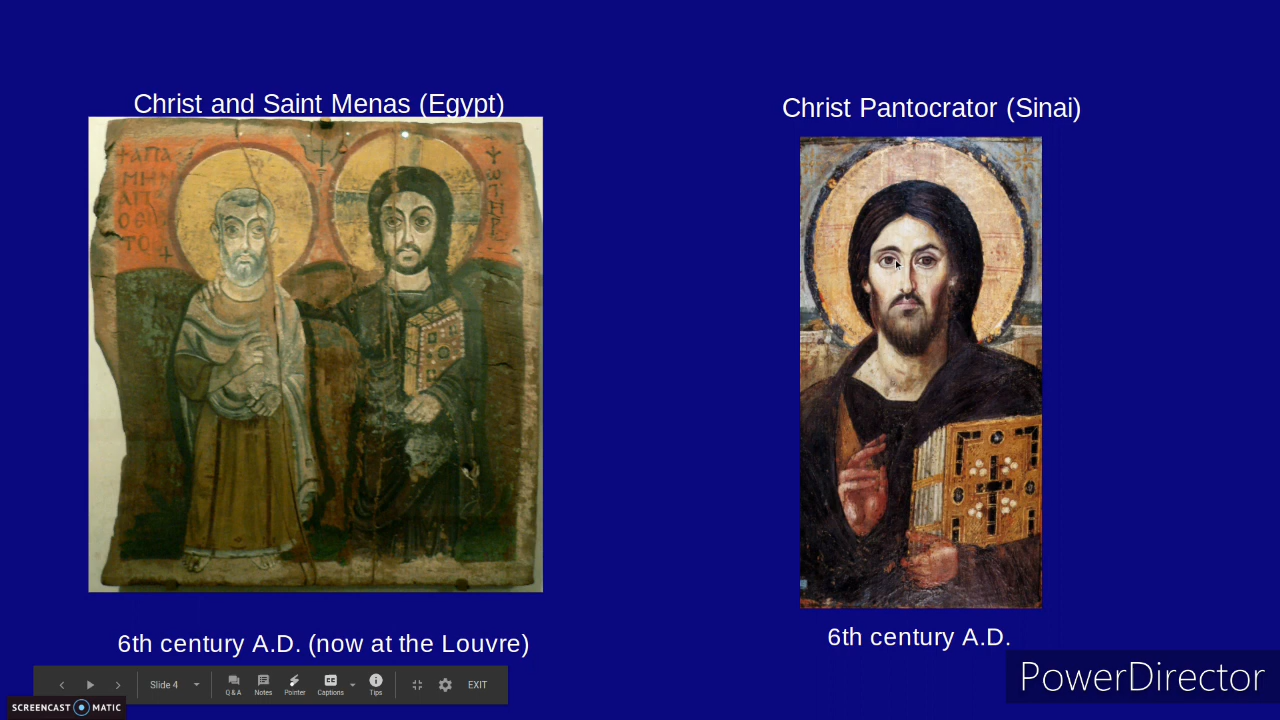 Christ and Saint Menas (Egypt)
Christ Pantocrator (Sinai)
6th century A.D. (now at the Louvre)
6th century A.D.
Slide 4
Q & A
Notes
Pointer
Captions
Tips
EXIT
SCREENCAST MATIC
PowerDirector